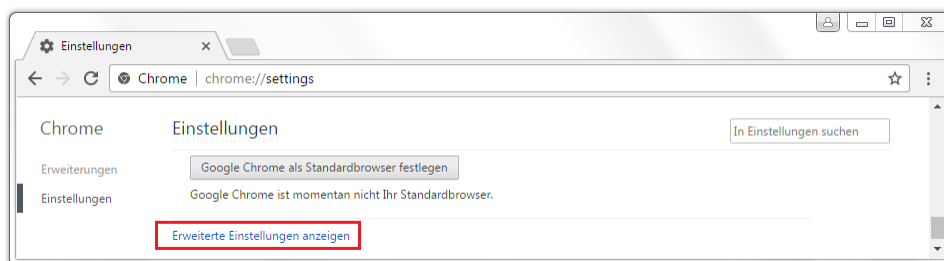 Einstellungen
Chrome | chrome://settings
Chrome
Einstellungen
In Einstellungen suchen
Erweiterungen
Einstellungen
Google Chrome als Standardbrowser festlegen
Google Chrome ist momentan nicht Ihr Standardbrowser.
Erweiterte Einstellungen anzeigen